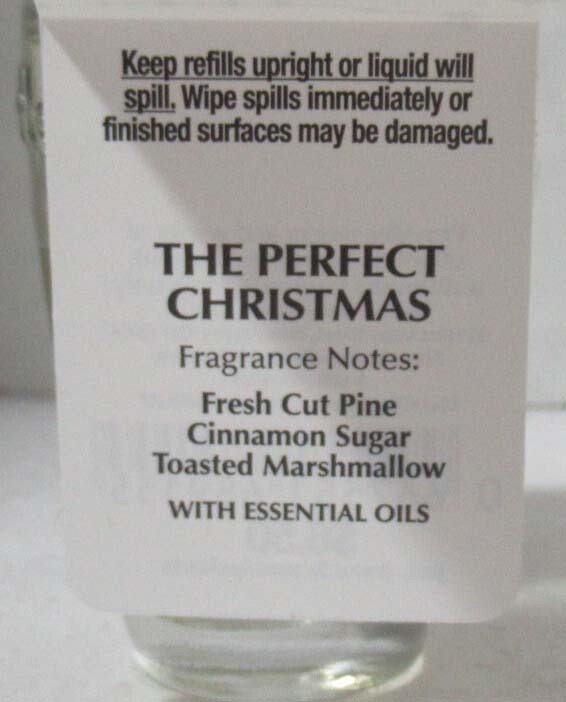 Keep refills upright or liquid will
spill. Wipe spills immediately or
finished surfaces may be damaged.
THE PERFECT
CHRISTMAS
Fragrance Notes:
Fresh Cut Pine
Cinnamon Sugar
Toasted Marshmallow
WITH ESSENTIAL OILS